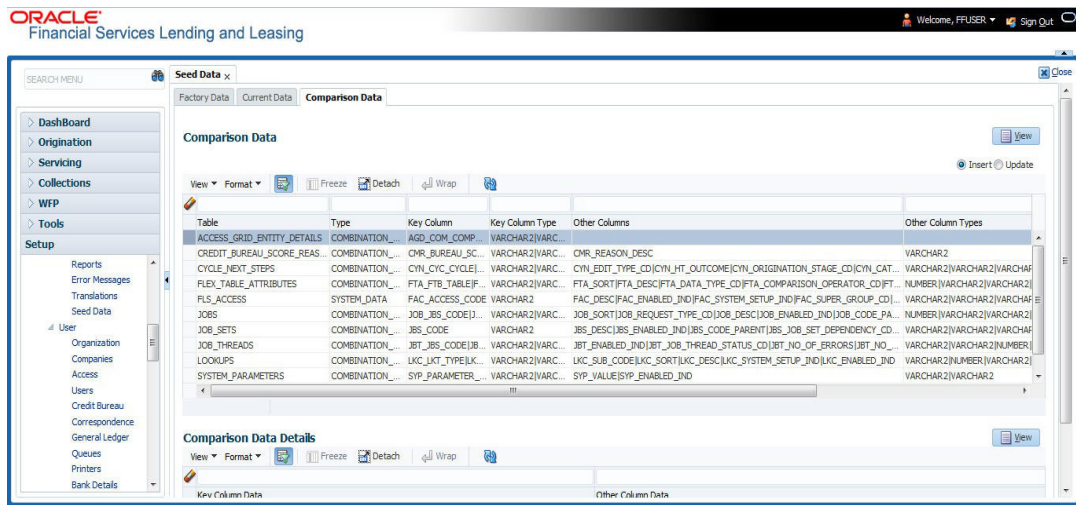 ORACLE®
Financial Services Lending and Leasing
Welcome, FFUSER
Sign Out
SEARCH MENU
Seed Data x
Close
Factory Data Current Data Comparison Data
DashBoard
Origination
Servicing
Collections
WFP
Tools
Setup
Reports
Error Messages
Translations
Seed Data
User
Organization
Companies
Access
Users
Credit Bureau
Correspondence
General Ledger
Queues
Printers
Bank Details
Comparison Data
View
Insert Update
View Format Freeze Detach Wrap
Table Type Key Column Key Column Type Other Columns Other Column Types
ACCESS_GRID_ENTITY_DETAILS COMBINATION_... AGD_COM_COMP... VARCHAR2|VARC...
CREDIT_BUREAU_SCORE_REAS... COMBINATION_... CMR_BUREAU_SC... VARCHAR2|VARC... CMR_REASON_DESC VARCHAR2
CYCLE_NEXT_STEPS COMBINATION_... CYN_CYC_CYCLE|... VARCHAR2|VARC... CYN_EDIT_TYPE_CD|CYN_HT_OUTCOME|CYN_ORIGINATION_STAGE_CD|CYN_CAT... VARCHAR2|VARCHAR2|VARCHAR
FLEX_TABLE_ATTRIBUTES COMBINATION_... FTA_FTB_TABLE|F... VARCHAR2|VARC... FTA_SORT|FTA_DESC|FTA_DATA_TYPE_CD|FTA_COMPARISON_OPERATOR_CD|FT... NUMBER|VARCHAR2|VARCHAR2|
FLS_ACCESS SYSTEM_DATA FAC_ACCESS_CODE VARCHAR2 FAC_DESC|FAC_ENABLED_IND|FAC_SYSTEM_SETUP_IND|FAC_SUPER_GROUP_CD|... VARCHAR2|VARCHAR2|VARCHAR
JOBS COMBINATION_... JOB_JBS_CODE|J... VARCHAR2|VARC... JOB_SORT|JOB_REQUEST_TYPE_CD|JOB_DESC|JOB_ENABLED_IND|JOB_CODE_PA... NUMBER|VARCHAR2|VARCHAR2|
JOB_SETS COMBINATION_... JBS_CODE VARCHAR2 JBS_DESC|JBS_ENABLED_IND|JBS_CODE_PARENT|JBS_JOB_SET_DEPENDENCY_CD... VARCHAR2|VARCHAR2|VARCHAR
JOB_THREADS COMBINATION_... JBT_JBS_CODE|JB... VARCHAR2|VARC... JBT_ENABLED_IND|JBT_JOB_THREAD_STATUS_CD|JBT_NO_OF_ERRORS|JBT_NO_... VARCHAR2|VARCHAR2|NUMBER|
LOOKUPS COMBINATION_... LKC_LKT_TYPE|LK... VARCHAR2|VARC... LKC_SUB_CODE|LKC_SORT|LKC_DESC|LKC_SYSTEM_SETUP_IND|LKC_ENABLED_IND VARCHAR2|NUMBER|VARCHAR2|
SYSTEM_PARAMETERS COMBINATION_... SYP_PARAMETER_... VARCHAR2|VARC... SYP_VALUE|SYP_ENABLED_IND VARCHAR2|VARCHAR2
Comparison Data Details
View
View Format Freeze Detach Wrap
Key Column Data Other Column Data